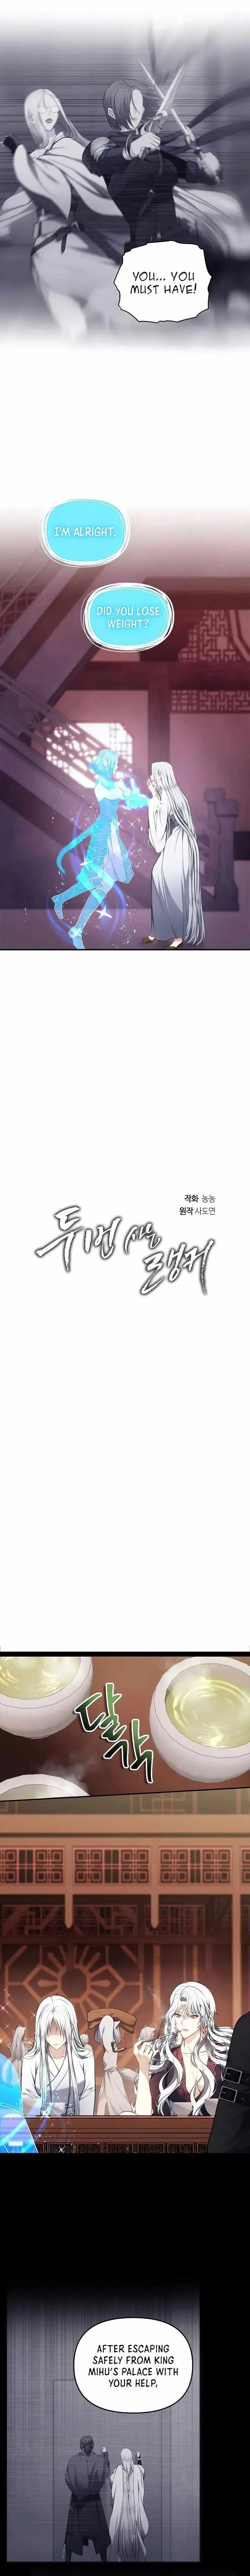 YOU... YOU
MUST HAVE!
I'M ALRIGHT.
DID YOU LOSE
WEIGHT?
작화 농농
원작 사도연
두 번 사는
랭커
달
칵
AFTER ESCAPING
SAFELY FROM KING
MIHU'S PALACE WITH
YOUR HELP,